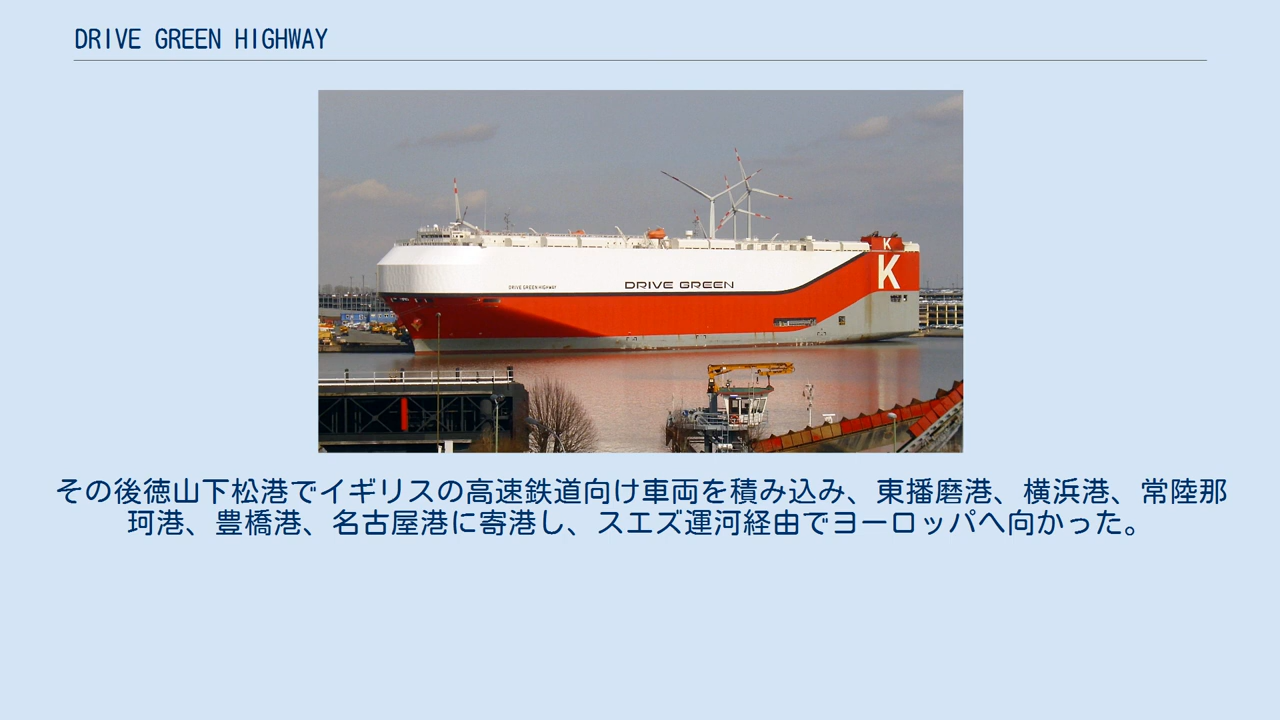 DRIVE GREEN HIGHWAY
K
K
DRIVE GREEN HIGHWAY
DRIVE GREEN
その後徳山下松港でイギリスの高速鉄道向け車両を積み込み、東播磨港、横浜港、常陸那
珂港、豊橋港、名古屋港に寄港し、スエズ運河経由でヨーロッパへ向かった。